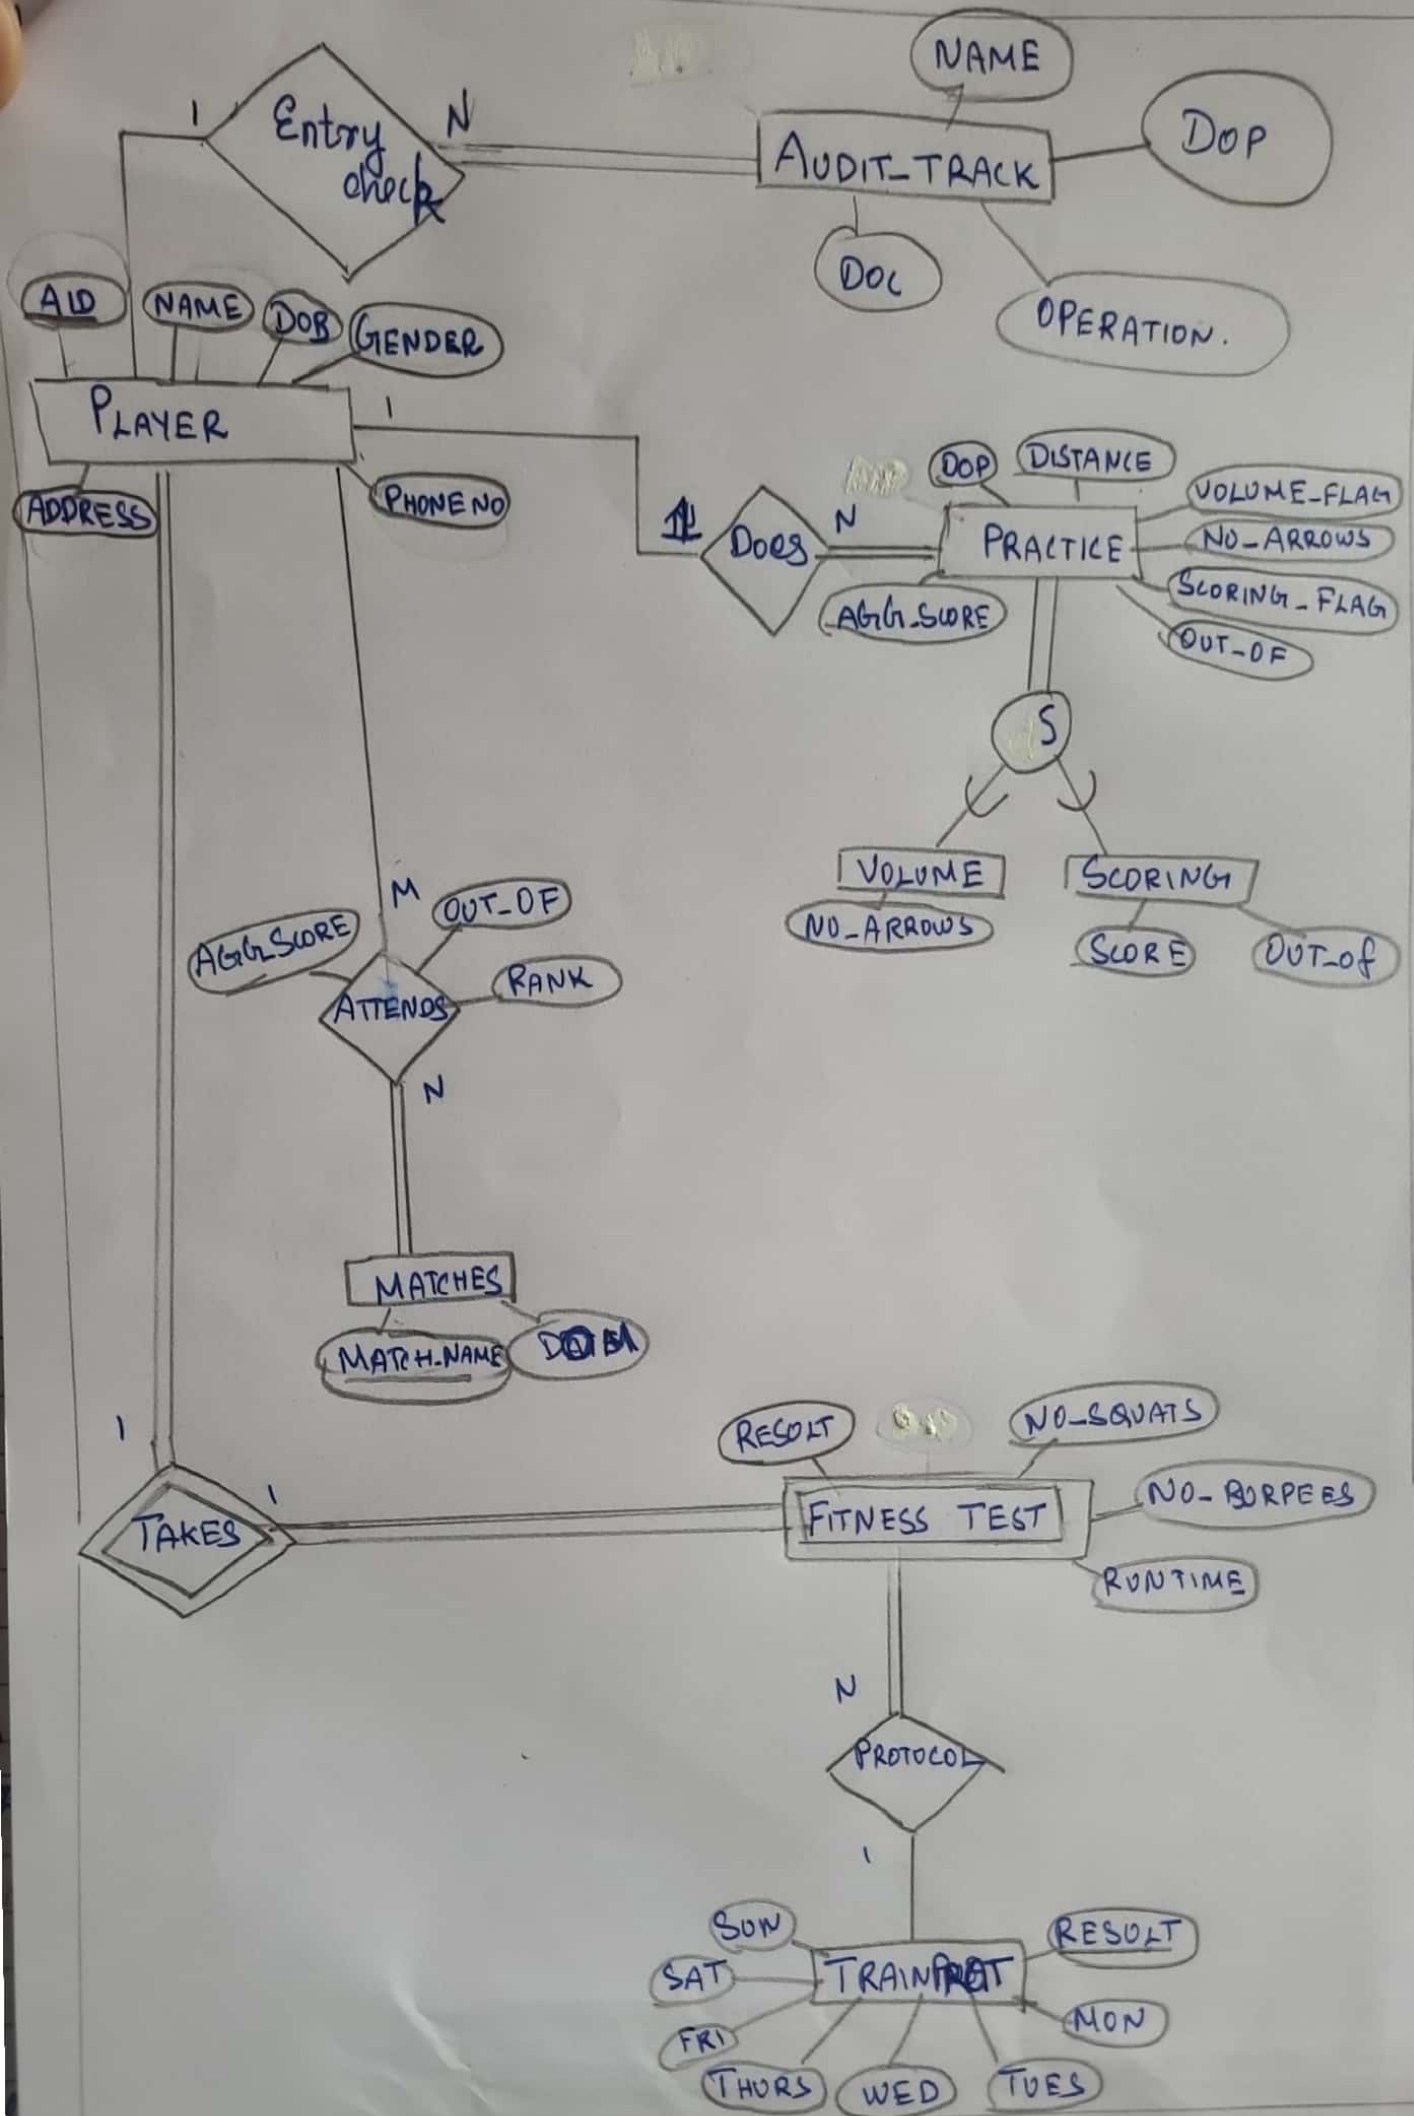 NAME
1
Entry
check
N
AUDIT_TRACK
DOP
DOC
OPERATION.
AID
NAME
DOB
GENDER
PLAYER
1
ADDRESS
PHONE NO
DOP
DISTANCE
VOLUME_FLAG
NO_ARROWS
SCORING_FLAG
OUT_OF
1
DOES
N
PRACTICE
AGG_SCORE
S
VOLUME
NO_ARROWS
SCORING
SCORE
OUT_Of
M
AGG_SCORE
OUT_OF
RANK
ATTENDS
N
MATCHES
MATCH_NAME
1
TAKES
1
RESULT
NO_SQUATS
FITNESS TEST
NO_BURPEES
RUNTIME
N
PROTOCOL
1
SUN
SAT
FRI
THURS
WED
TUES
MON
RESULT
TRAINPROT